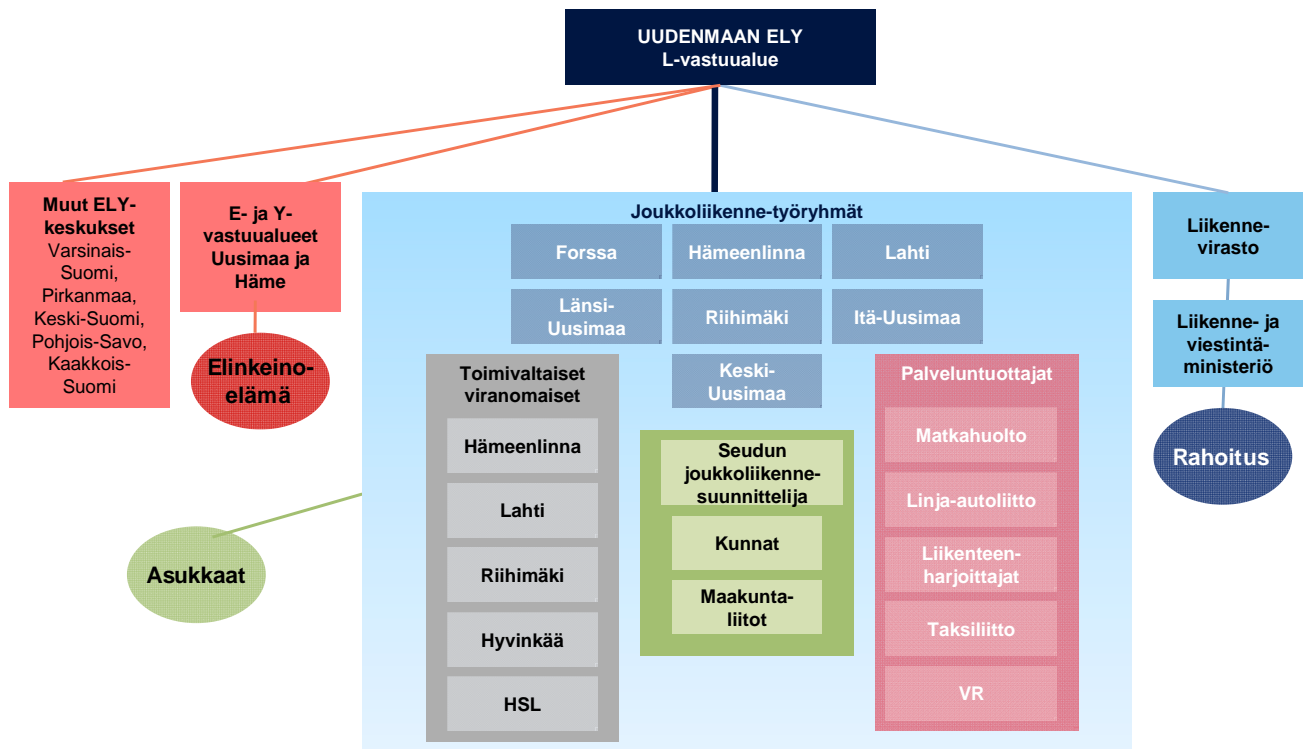 UUDENMAAN ELY
L-vastuualue
Muut ELY-
keskukset
Varsinais-
Suomi,
Pirkanmaa,
Keski-Suomi,
Pohjois-Savo,
Kaakkois-
Suomi
E- ja Y-
vastuualueet
Uusimaa ja
Häme
Elinkeino-
elämä
Asukkaat
Joukkoliikenne-työryhmät
Forssa
Hämeenlinna
Lahti
Länsi-
Uusimaa
Riihimäki
Itä-Uusimaa
Keski-
Uusimaa
Toimivaltaiset
viranomaiset
Hämeenlinna
Lahti
Riihimäki
Hyvinkää
HSL
Seudun
joukkoliikenne-
suunnittelija
Kunnat
Maakunta-
liitot
Palveluntuottajat
Matkahuolto
Linja-autoliitto
Liikenteen-
harjoittajat
Taksiliitto
VR
Liikenne-
virasto
Liikenne- ja
viestintä-
ministeriö
Rahoitus